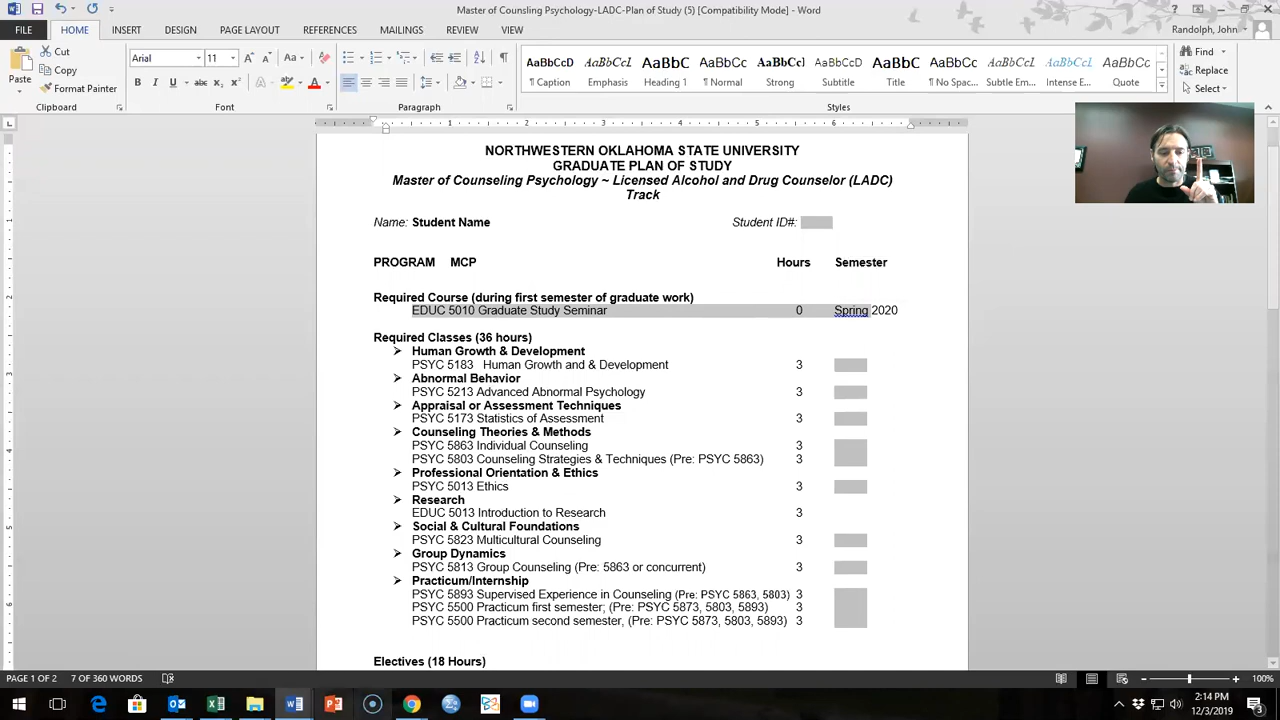 Master of Counsling Psychology-LADC-Plan of Study (5) [Compatibility Mode] - Word
FILE HOME INSERT DESIGN PAGE LAYOUT REFERENCES MAILINGS REVIEW VIEW Randolph, John
Paste
Cut
Copy
Format Painter
Arial 11
AaBbCcD AaBbCcI AaBbC AaBbCc AaBbCcl AaBbCcD AaBbC AaBbCcD AaBbCcI AaBbCcI AaBbCc
¶ Caption Emphasis Heading 1 ¶ Normal Strong Subtitle Title ¶ No Spac... Subtle Em... Intense E... Quote
Find
Replace
Select
Clipboard Font Paragraph Styles
1 2 3 4 5 6
NORTHWESTERN OKLAHOMA STATE UNIVERSITY
GRADUATE PLAN OF STUDY
Master of Counseling Psychology ~ Licensed Alcohol and Drug Counselor (LADC)
Track
Name: Student Name Student ID#:
PROGRAM MCP Hours Semester
Required Course (during first semester of graduate work)
EDUC 5010 Graduate Study Seminar 0 Spring 2020
Required Classes (36 hours)
➢ Human Growth & Development
PSYC 5183 Human Growth and & Development 3
➢ Abnormal Behavior
PSYC 5213 Advanced Abnormal Psychology 3
➢ Appraisal or Assessment Techniques
PSYC 5173 Statistics of Assessment 3
➢ Counseling Theories & Methods
PSYC 5863 Individual Counseling 3
PSYC 5803 Counseling Strategies & Techniques (Pre: PSYC 5863) 3
➢ Professional Orientation & Ethics
PSYC 5013 Ethics 3
➢ Research
EDUC 5013 Introduction to Research 3
➢ Social & Cultural Foundations
PSYC 5823 Multicultural Counseling 3
➢ Group Dynamics
PSYC 5813 Group Counseling (Pre: 5863 or concurrent) 3
➢ Practicum/Internship
PSYC 5893 Supervised Experience in Counseling (Pre: PSYC 5863, 5803) 3
PSYC 5500 Practicum first semester; (Pre: PSYC 5873, 5803, 5893) 3
PSYC 5500 Practicum second semester, (Pre: PSYC 5873, 5803, 5893) 3
Electives (18 Hours)
PAGE 1 OF 2 7 OF 360 WORDS 100%
2:14 PM
12/3/2019